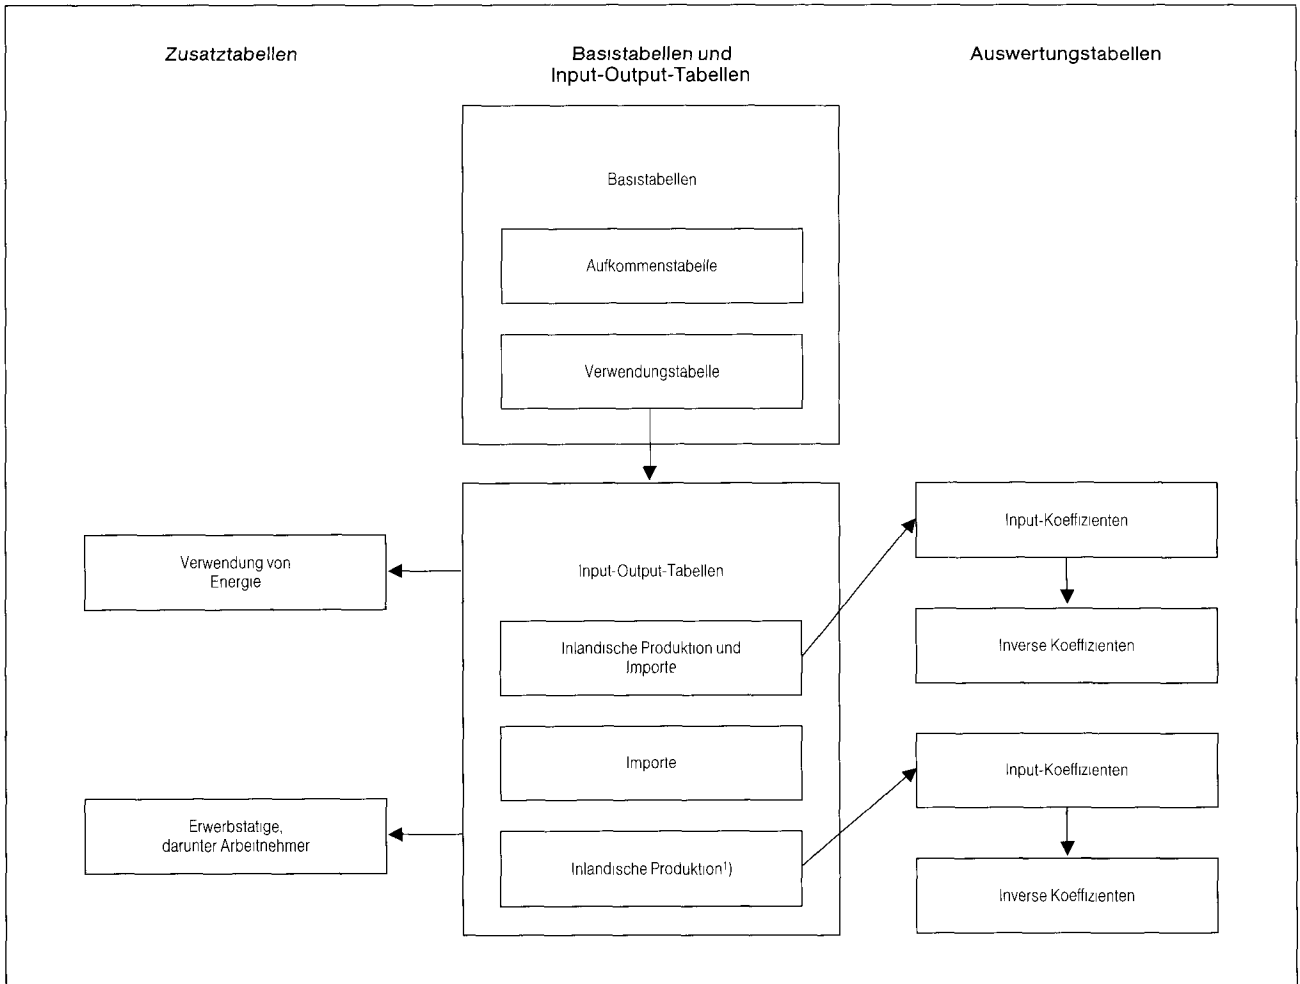 Zusatztabellen
Basistabellen und
Input-Output-Tabellen
Auswertungstabellen
Basistabellen
Aufkommenstabelle
Verwendungstabelle
Verwendung von
Energie
Input-Output-Tabellen
Inländische Produktion und
Importe
Importe
Inländische Produktion¹)
Erwerbstätige,
darunter Arbeitnehmer
Input-Koeffizienten
Inverse Koeffizienten
Input-Koeffizienten
Inverse Koeffizienten